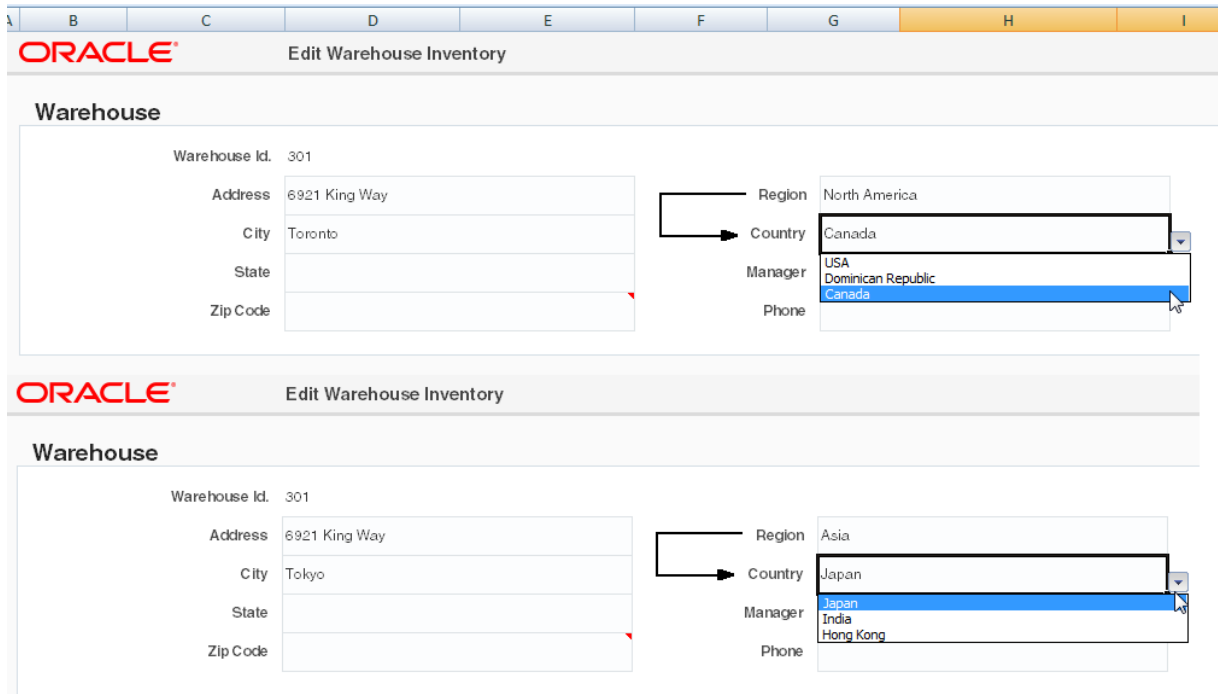 A B C D E F G H I
ORACLE® Edit Warehouse Inventory
Warehouse
Warehouse Id. 301
Address 6921 King Way Region North America
City Toronto Country Canada
State Manager USA
Dominican Republic
Canada
Zip Code Phone
ORACLE® Edit Warehouse Inventory
Warehouse
Warehouse Id. 301
Address 6921 King Way Region Asia
City Tokyo Country Japan
State Manager Japan
India
Hong Kong
Zip Code Phone